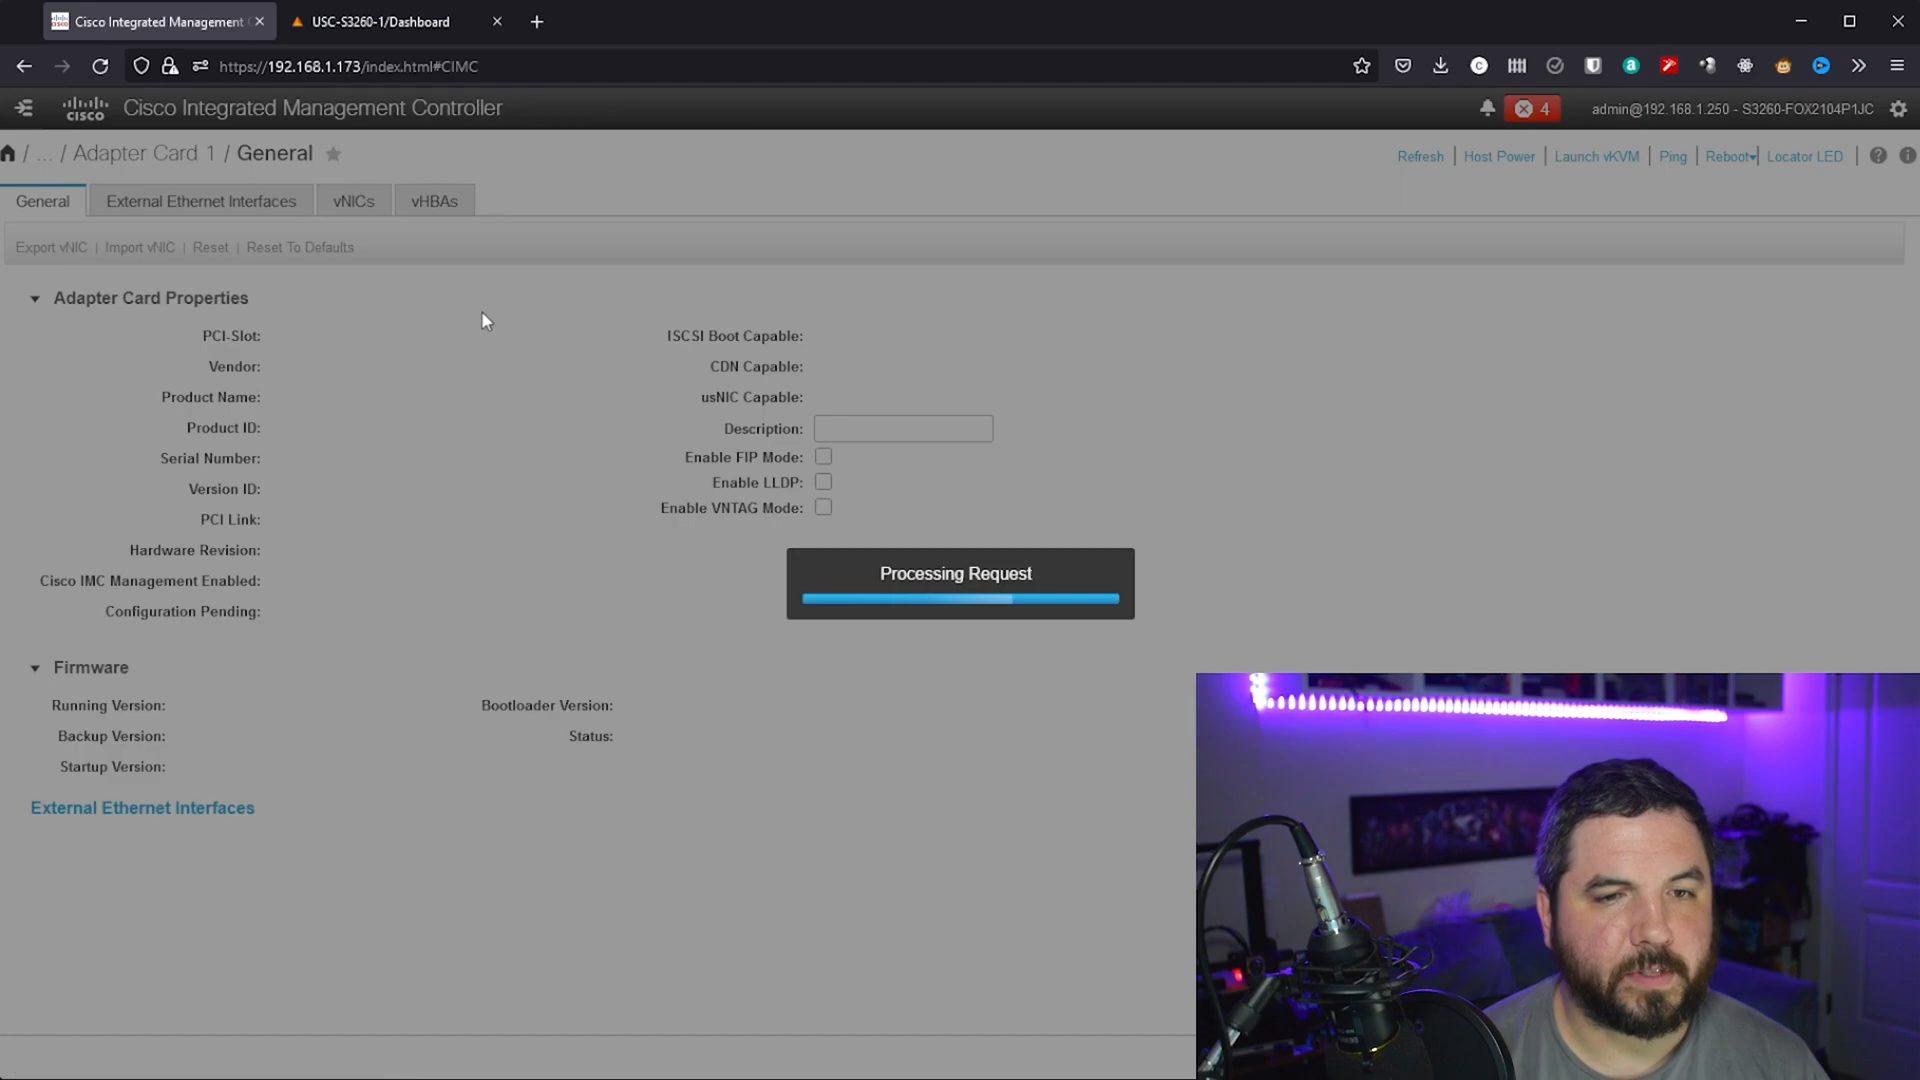 Cisco Integrated Management
USC-S3260-1/Dashboard
https://192.168.1.173/index.html#CIMC
cisco Cisco Integrated Management Controller
4
admin@192.168.1.250 - S3260-FOX2104P1JC
/ ... / Adapter Card 1 / General
Refresh | Host Power | Launch vKVM | Ping | Reboot | Locator LED
General
External Ethernet Interfaces
vNICs
vHBAs
Export vNIC | Import vNIC | Reset | Reset To Defaults
Adapter Card Properties
PCI-Slot:
Vendor:
Product Name:
Product ID:
Serial Number:
Version ID:
PCI Link:
Hardware Revision:
Cisco IMC Management Enabled:
Configuration Pending:
ISCSI Boot Capable:
CDN Capable:
usNIC Capable:
Description:
Enable FIP Mode:
Enable LLDP:
Enable VNTAG Mode:
Processing Request
Firmware
Running Version:
Backup Version:
Startup Version:
Bootloader Version:
Status:
External Ethernet Interfaces